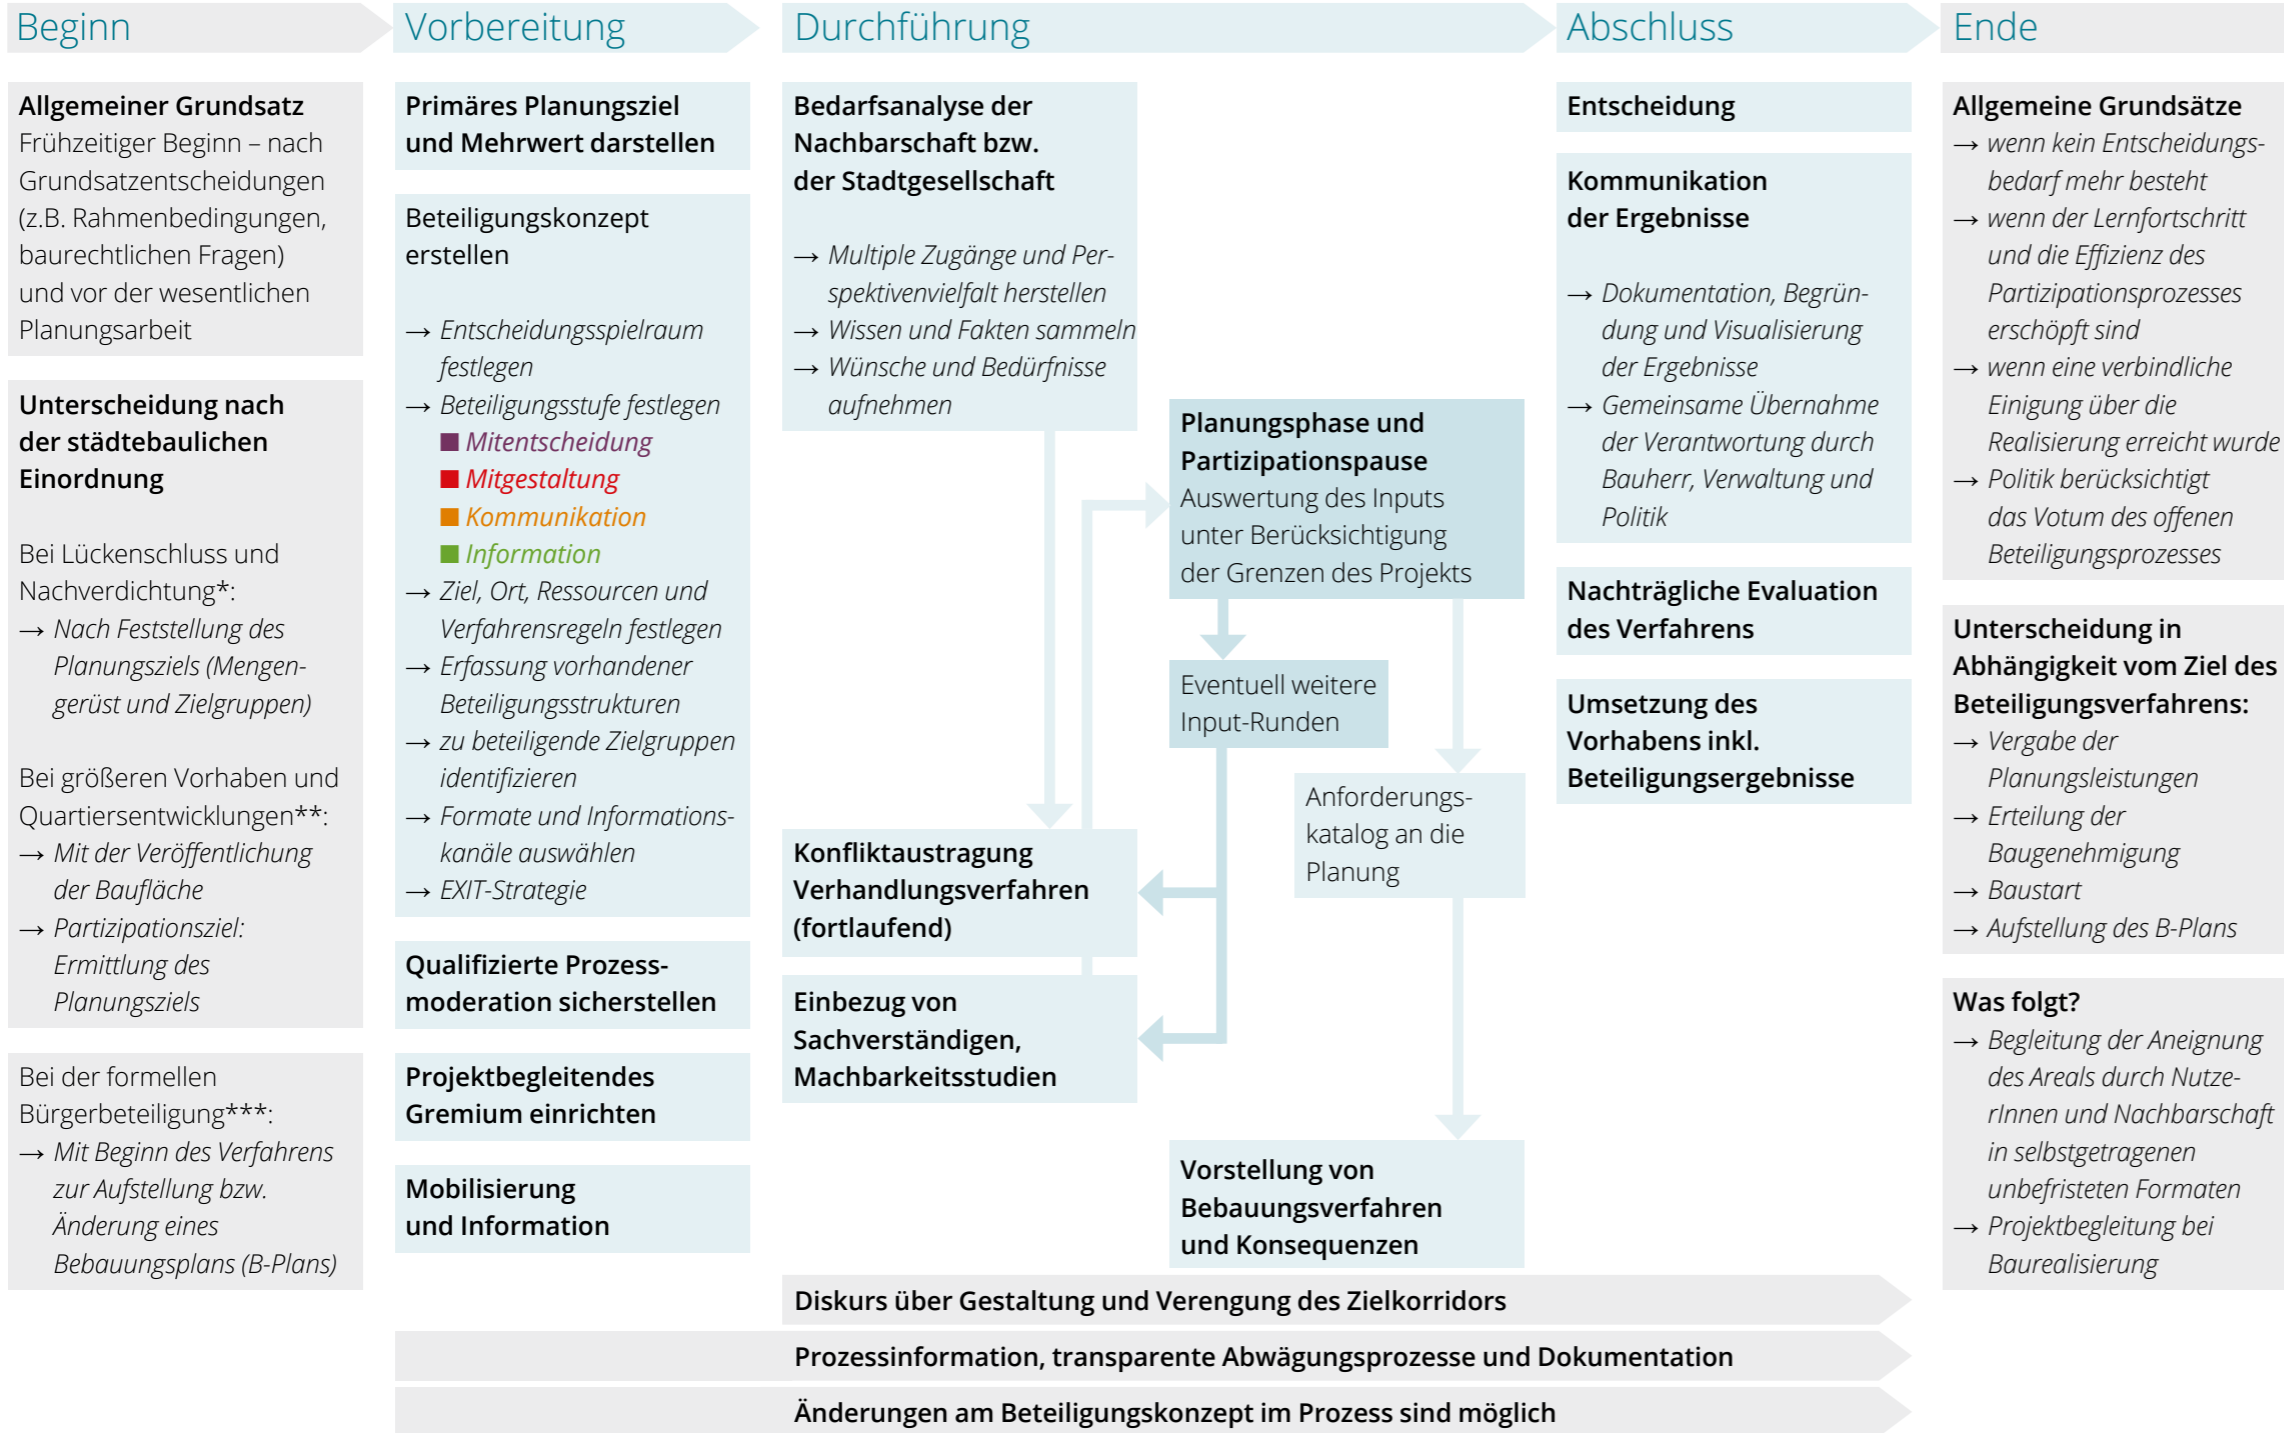 Beginn
Vorbereitung
Durchführung
Abschluss
Ende
Allgemeiner Grundsatz
Frühzeitiger Beginn – nach
Grundsatzentscheidungen
(z.B. Rahmenbedingungen,
baurechtlichen Fragen)
und vor der wesentlichen
Planungsarbeit
Unterscheidung nach
der städtebaulichen
Einordnung
Bei Lückenschluss und
Nachverdichtung*:
→ Nach Feststellung des
Planungsziels (Mengen-
gerüst und Zielgruppen)
Bei größeren Vorhaben und
Quartiersentwicklungen**:
→ Mit der Veröffentlichung
der Baufläche
→ Partizipationsziel:
Ermittlung des
Planungsziels
Bei der formellen
Bürgerbeteiligung***:
→ Mit Beginn des Verfahrens
zur Aufstellung bzw.
Änderung eines
Bebauungsplans (B-Plans)
Primäres Planungsziel
und Mehrwert darstellen
Beteiligungskonzept
erstellen
→ Entscheidungsspielraum
festlegen
→ Beteiligungsstufe festlegen
Mitentscheidung
Mitgestaltung
Kommunikation
Information
→ Ziel, Ort, Ressourcen und
Verfahrensregeln festlegen
→ Erfassung vorhandener
Beteiligungsstrukturen
→ zu beteiligende Zielgruppen
identifizieren
→ Formate und Informations-
kanäle auswählen
→ EXIT-Strategie
Qualifizierte Prozess-
moderation sicherstellen
Projektbegleitendes
Gremium einrichten
Mobilisierung
und Information
Bedarfsanalyse der
Nachbarschaft bzw.
der Stadtgesellschaft
→ Multiple Zugänge und Per-
spektivenvielfalt herstellen
→ Wissen und Fakten sammeln
→ Wünsche und Bedürfnisse
aufnehmen
Planungsphase und
Partizipationspause
Auswertung des Inputs
unter Berücksichtigung
der Grenzen des Projekts
Eventuell weitere
Input-Runden
Anforderungs-
katalog an die
Planung
Konfliktaustragung
Verhandlungsverfahren
(fortlaufend)
Einbezug von
Sachverständigen,
Machbarkeitsstudien
Vorstellung von
Bebauungsverfahren
und Konsequenzen
Entscheidung
Kommunikation
der Ergebnisse
→ Dokumentation, Begrün-
dung und Visualisierung
der Ergebnisse
→ Gemeinsame Übernahme
der Verantwortung durch
Bauherr, Verwaltung und
Politik
Nachträgliche Evaluation
des Verfahrens
Umsetzung des
Vorhabens inkl.
Beteiligungsergebnisse
Allgemeine Grundsätze
→ wenn kein Entscheidungs-
bedarf mehr besteht
→ wenn der Lernfortschritt
und die Effizienz des
Partizipationsprozesses
erschöpft sind
→ wenn eine verbindliche
Einigung über die
Realisierung erreicht wurde
→ Politik berücksichtigt
das Votum des offenen
Beteiligungsprozesses
Unterscheidung in
Abhängigkeit vom Ziel des
Beteiligungsverfahrens:
→ Vergabe der
Planungsleistungen
→ Erteilung der
Baugenehmigung
→ Baustart
→ Aufstellung des B-Plans
Was folgt?
→ Begleitung der Aneignung
des Areals durch Nutze-
rInnen und Nachbarschaft
in selbstgetragenen
unbefristeten Formaten
→ Projektbegleitung bei
Baurealisierung
Diskurs über Gestaltung und Verengung des Zielkorridors
Prozessinformation, transparente Abwägungsprozesse und Dokumentation
Änderungen am Beteiligungskonzept im Prozess sind möglich